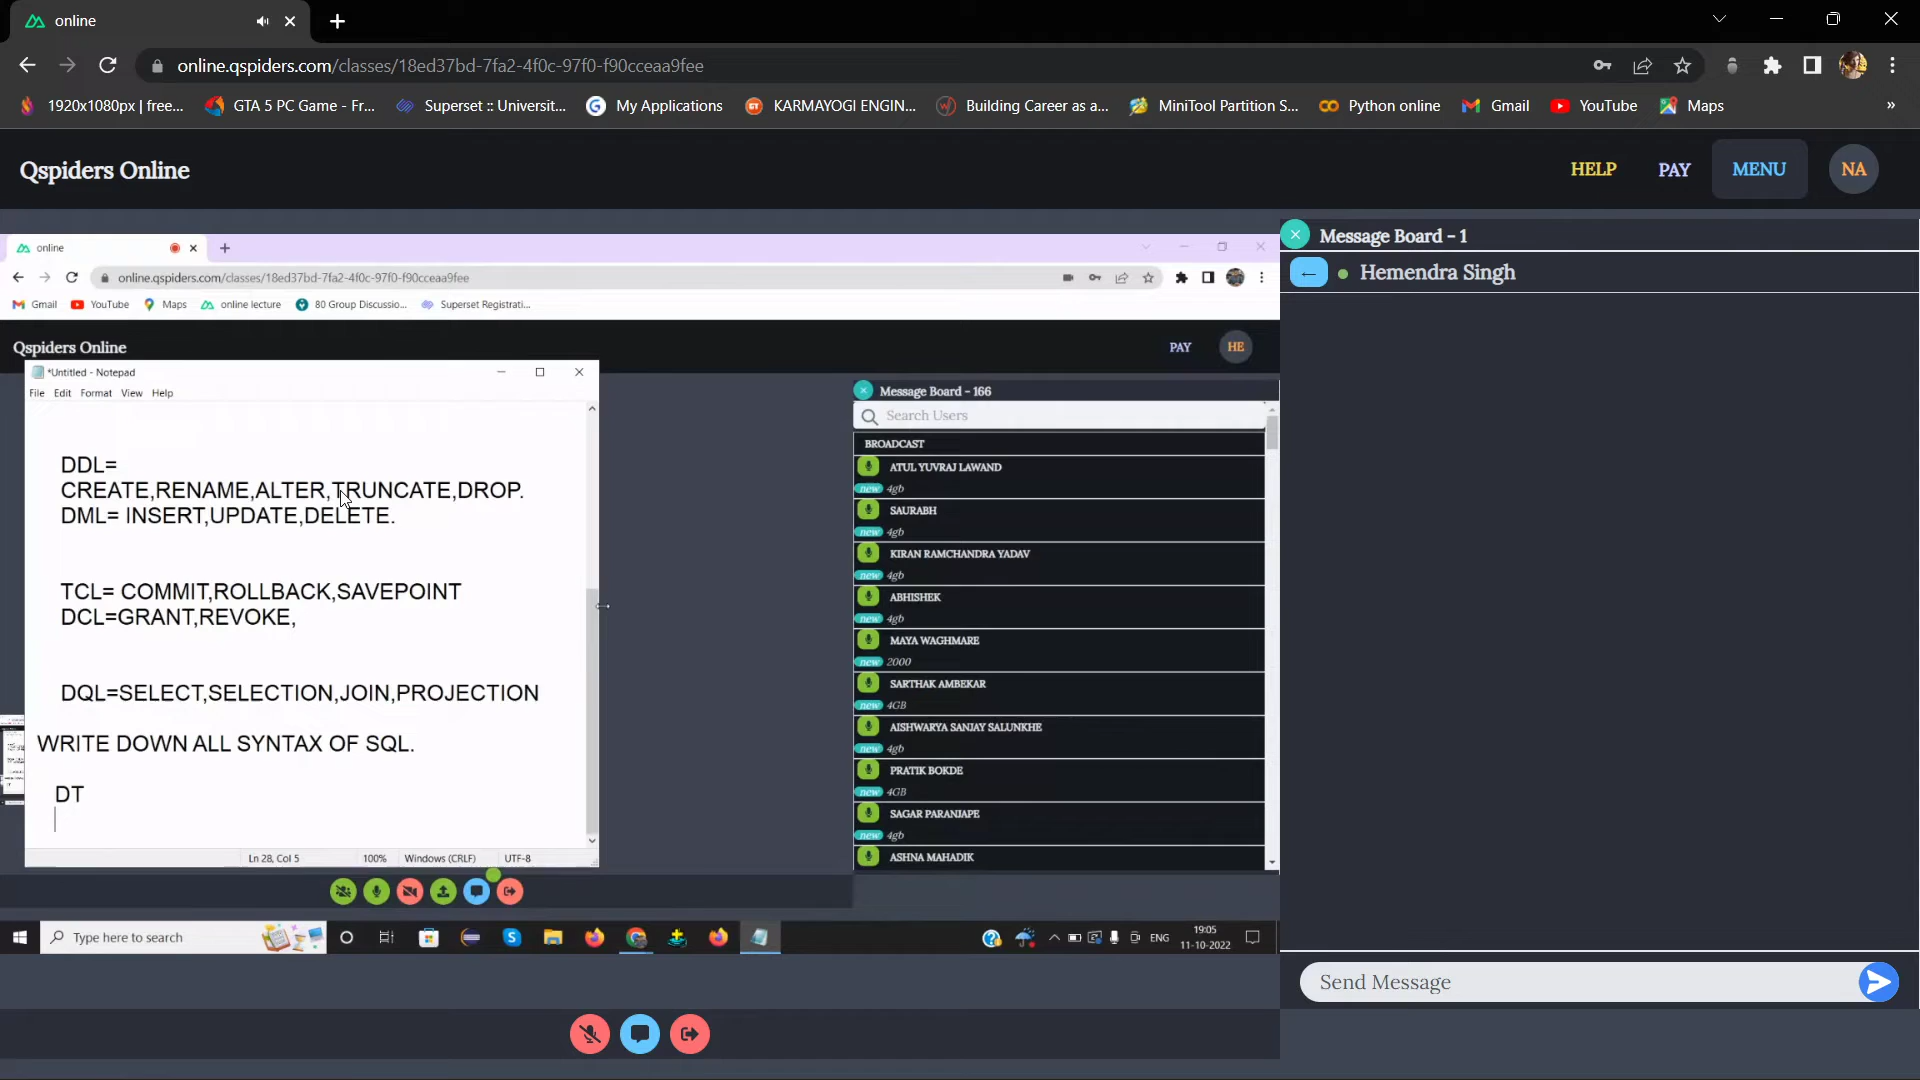 online
online.qspiders.com/classes/18ed37bd-7fa2-4f0c-97f0-f90cceaa9fee
1920x1080px | free...
GTA 5 PC Game - Fr...
Superset :: Universit...
My Applications
KARMAYOGI ENGIN...
Building Career as a...
MiniTool Partition S...
Python online
Gmail
YouTube
Maps
»
Qspiders Online
HELP
PAY
MENU
NA
online
online.qspiders.com/classes/18ed37bd-7fa2-4f0c-97f0-f90cceaa9fee
Gmail
YouTube
Maps
online lecture
80 Group Discussio...
Superset Registrati...
Qspiders Online
PAY
HE
*Untitled - Notepad
File Edit Format View Help
DDL=
CREATE,RENAME,ALTER,TRUNCATE,DROP.
DML= INSERT,UPDATE,DELETE.
TCL= COMMIT,ROLLBACK,SAVEPOINT
DCL=GRANT,REVOKE,
DQL=SELECT,SELECTION,JOIN,PROJECTION
WRITE DOWN ALL SYNTAX OF SQL.
DT
Ln 28, Col 5
100%
Windows (CRLF)
UTF-8
Message Board - 166
Search Users
BROADCAST
ATUL YUVRAJ LAWAND
new 4gb
SAURABH
new 4gb
KIRAN RAMCHANDRA YADAV
new 4gb
ABHISHEK
new 4gb
MAYA WAGHMARE
new 2000
SARTHAK AMBEKAR
new 4GB
AISHWARYA SANJAY SALUNKHE
new 4gb
PRATIK BOKDE
new 4GB
SAGAR PARANJAPE
new 4gb
ASHNA MAHADIK
Type here to search
ENG
19:05
11-10-2022
Message Board - 1
Hemendra Singh
Send Message